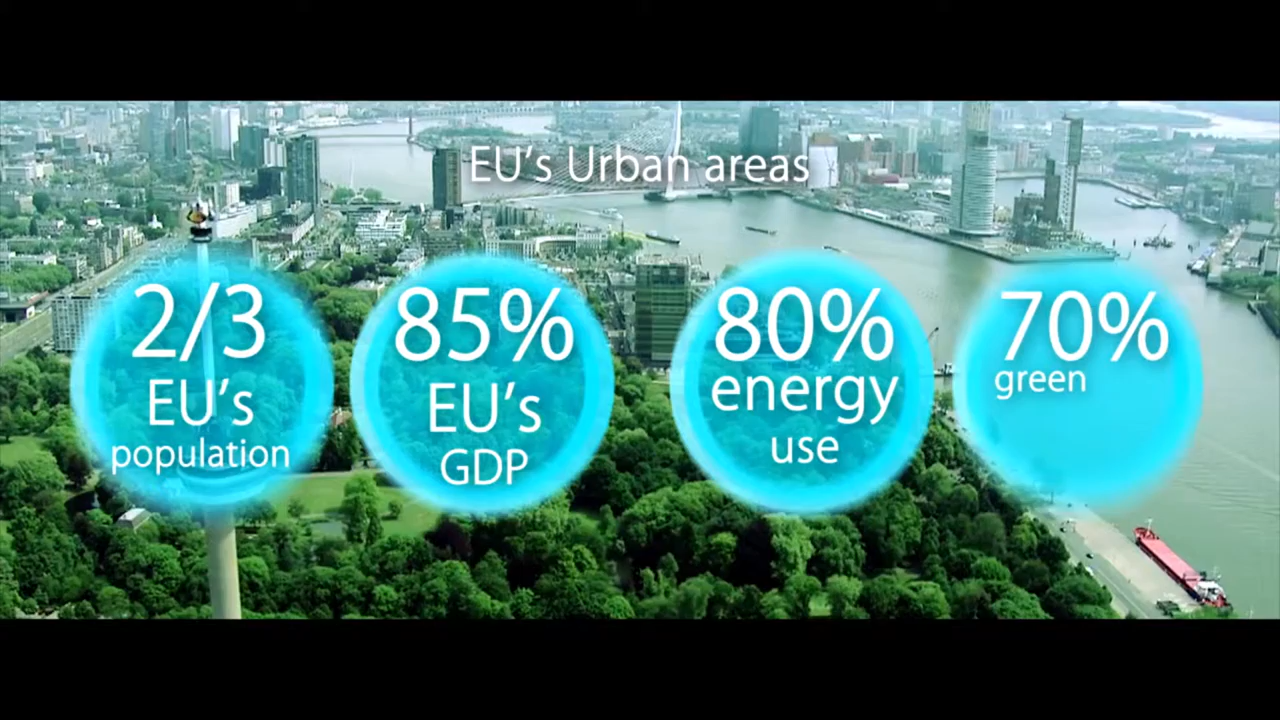 EU's Urban areas
2/3
EU's
population
85%
EU's
GDP
80%
energy
use
70%
green